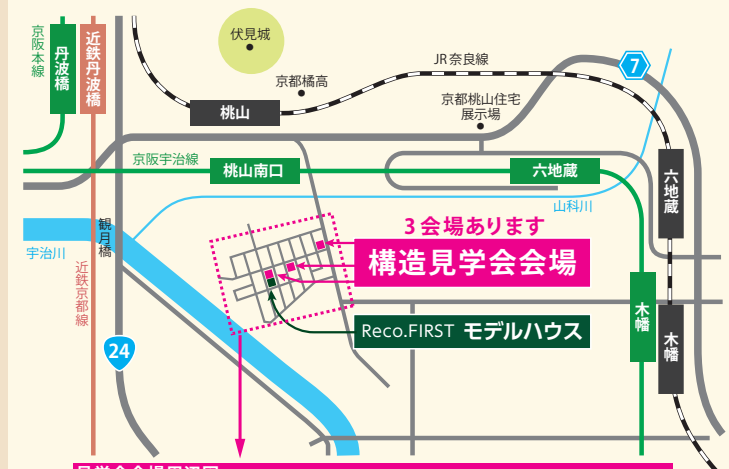 京阪本線
丹波橋
近鉄丹波橋
伏見城
京都橘高
JR奈良線
7
京都桃山住宅
展示場
桃山
京阪宇治線
桃山南口
六地蔵
六地蔵
山科川
観月橋
宇治川
近鉄京都線
3会場あります
構造見学会会場
Reco.FIRST モデルハウス
木幡
木幡
24